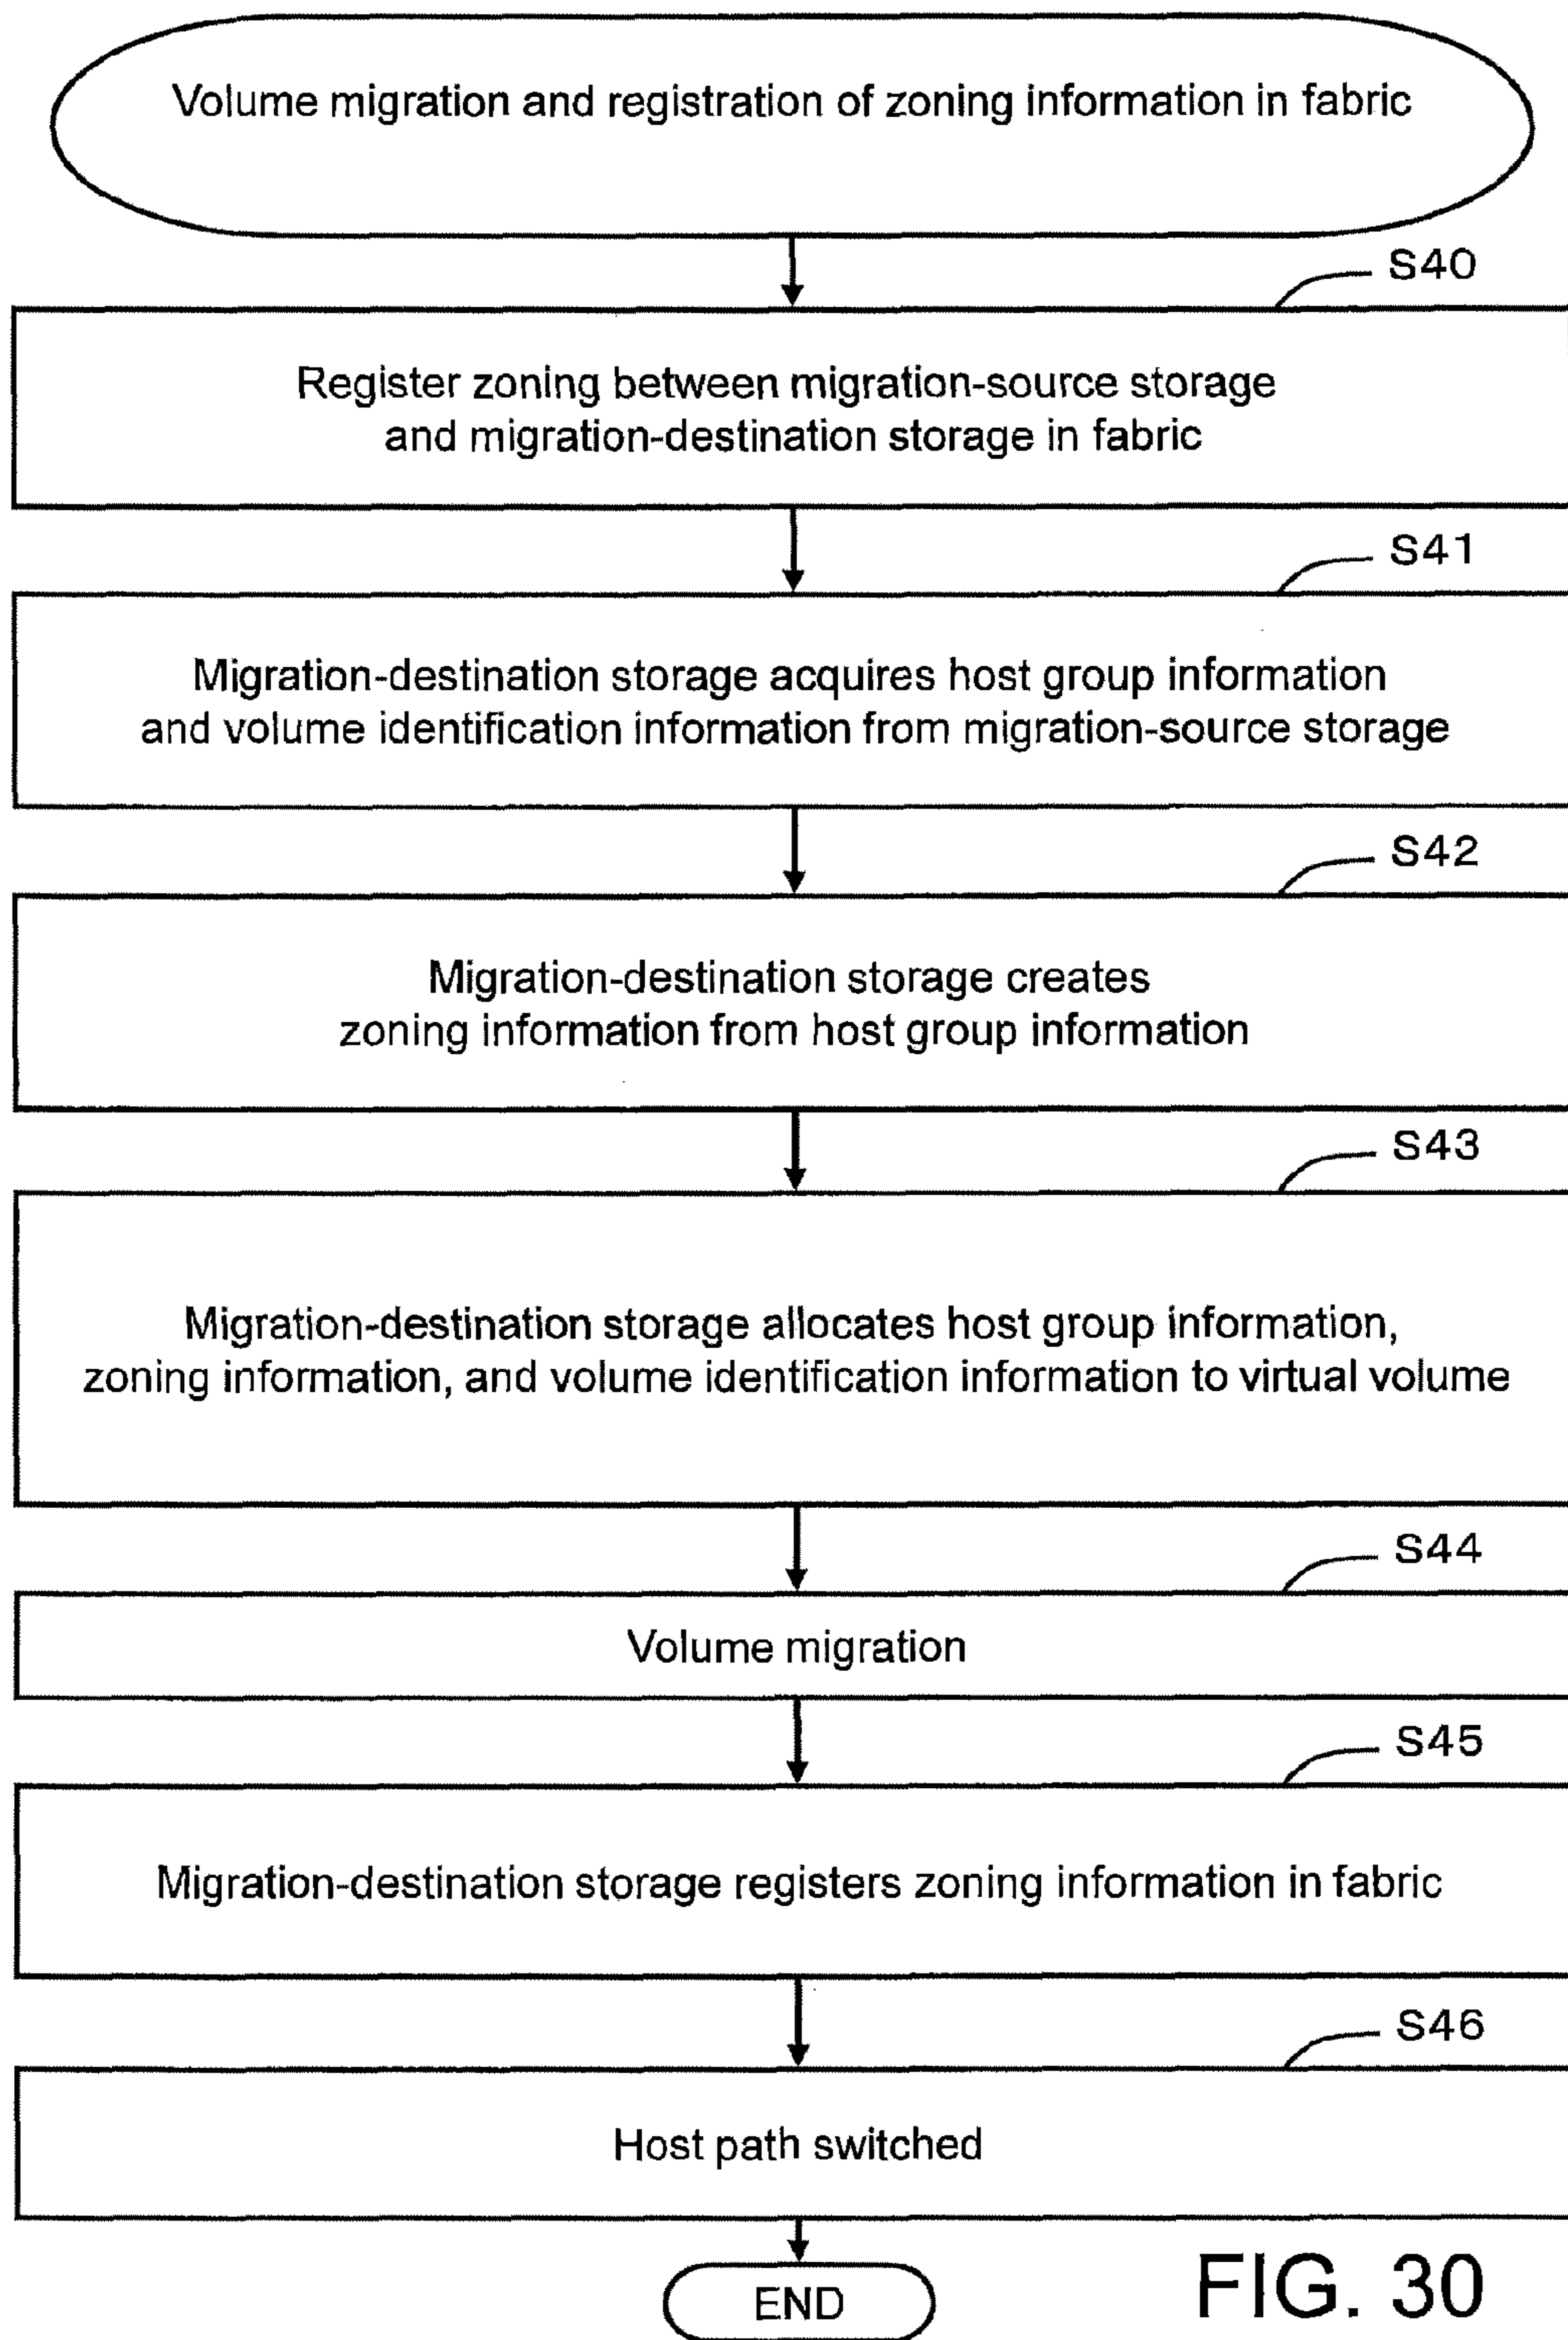 Volume migration and registration of zoning information in fabric
S40
Register zoning between migration-source storage
and migration-destination storage in fabric
S41
Migration-destination storage acquires host group information
and volume identification information from migration-source storage
S42
Migration-destination storage creates
zoning information from host group information
S43
Migration-destination storage allocates host group information,
zoning information, and volume identification information to virtual volume
S44
Volume migration
S45
Migration-destination storage registers zoning information in fabric
S46
Host path switched
END
FIG. 30